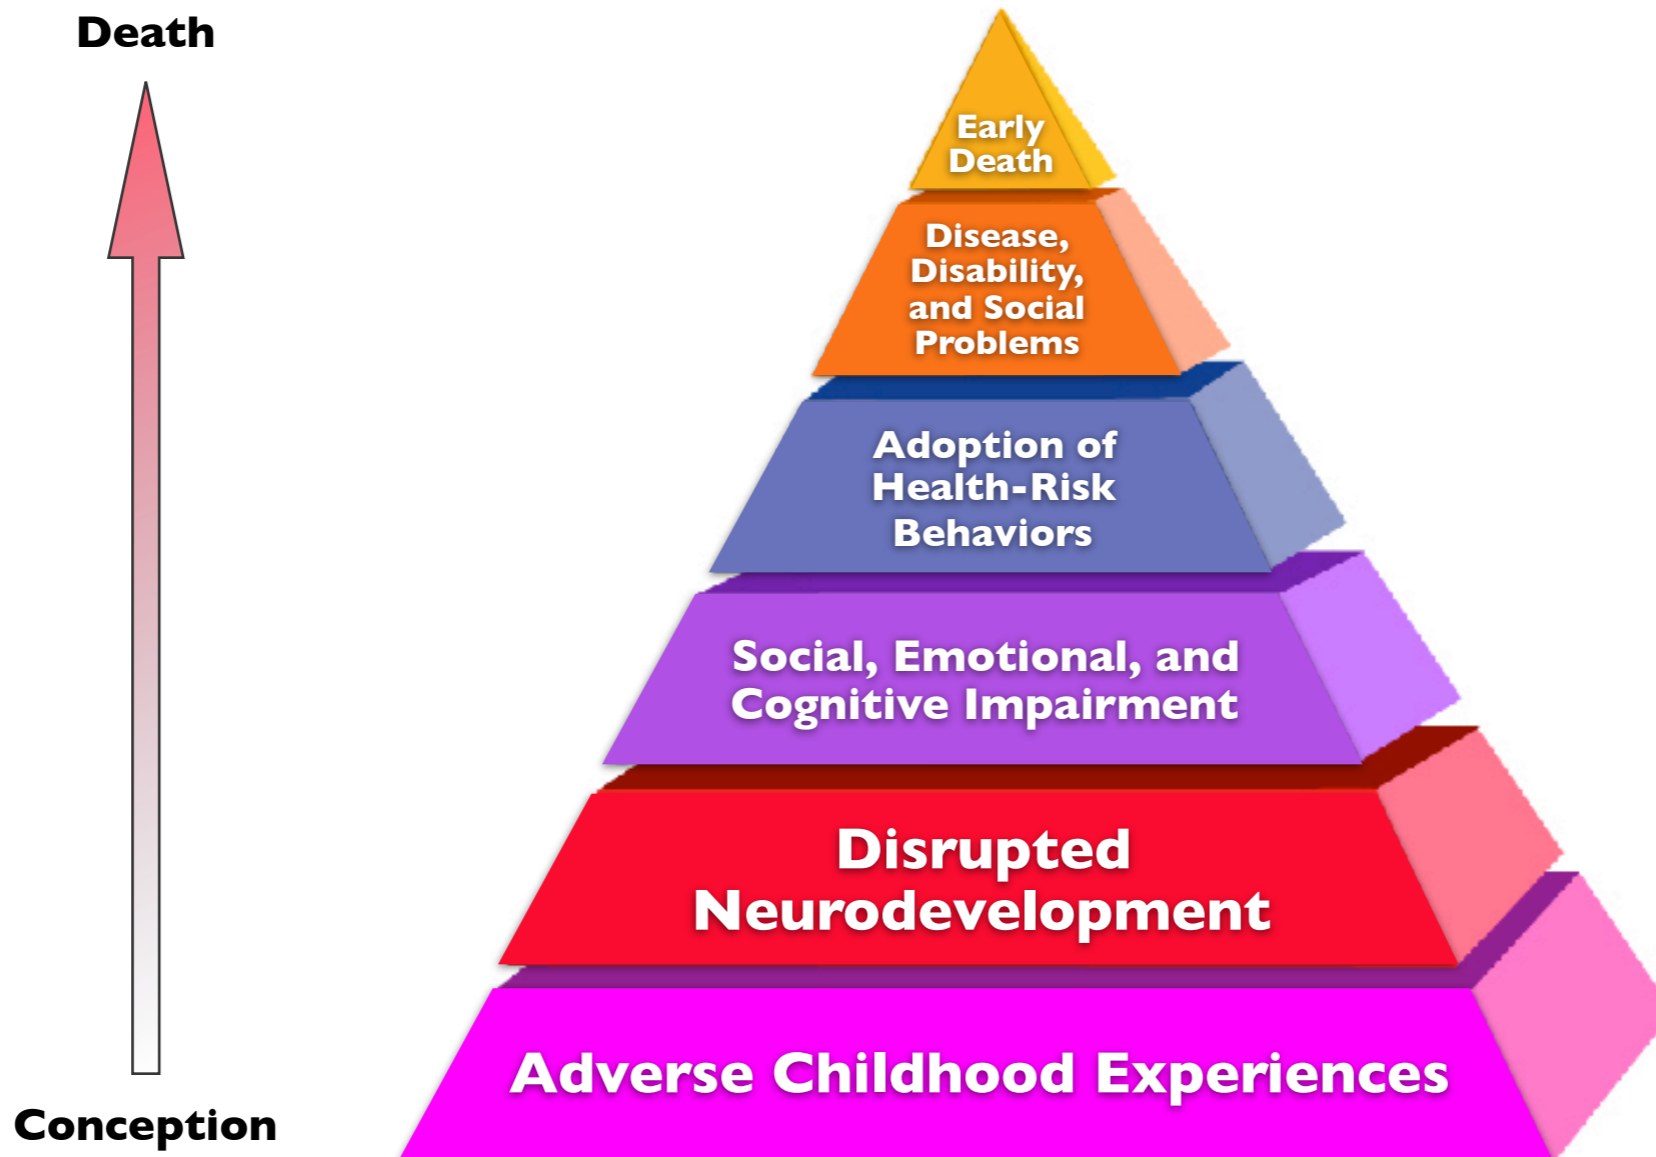 Death
Early
Death
Disease,
Disability,
and Social
Problems
Adoption of
Health-Risk
Behaviors
Social, Emotional, and
Cognitive Impairment
Disrupted
Neurodevelopment
Adverse Childhood Experiences
Conception